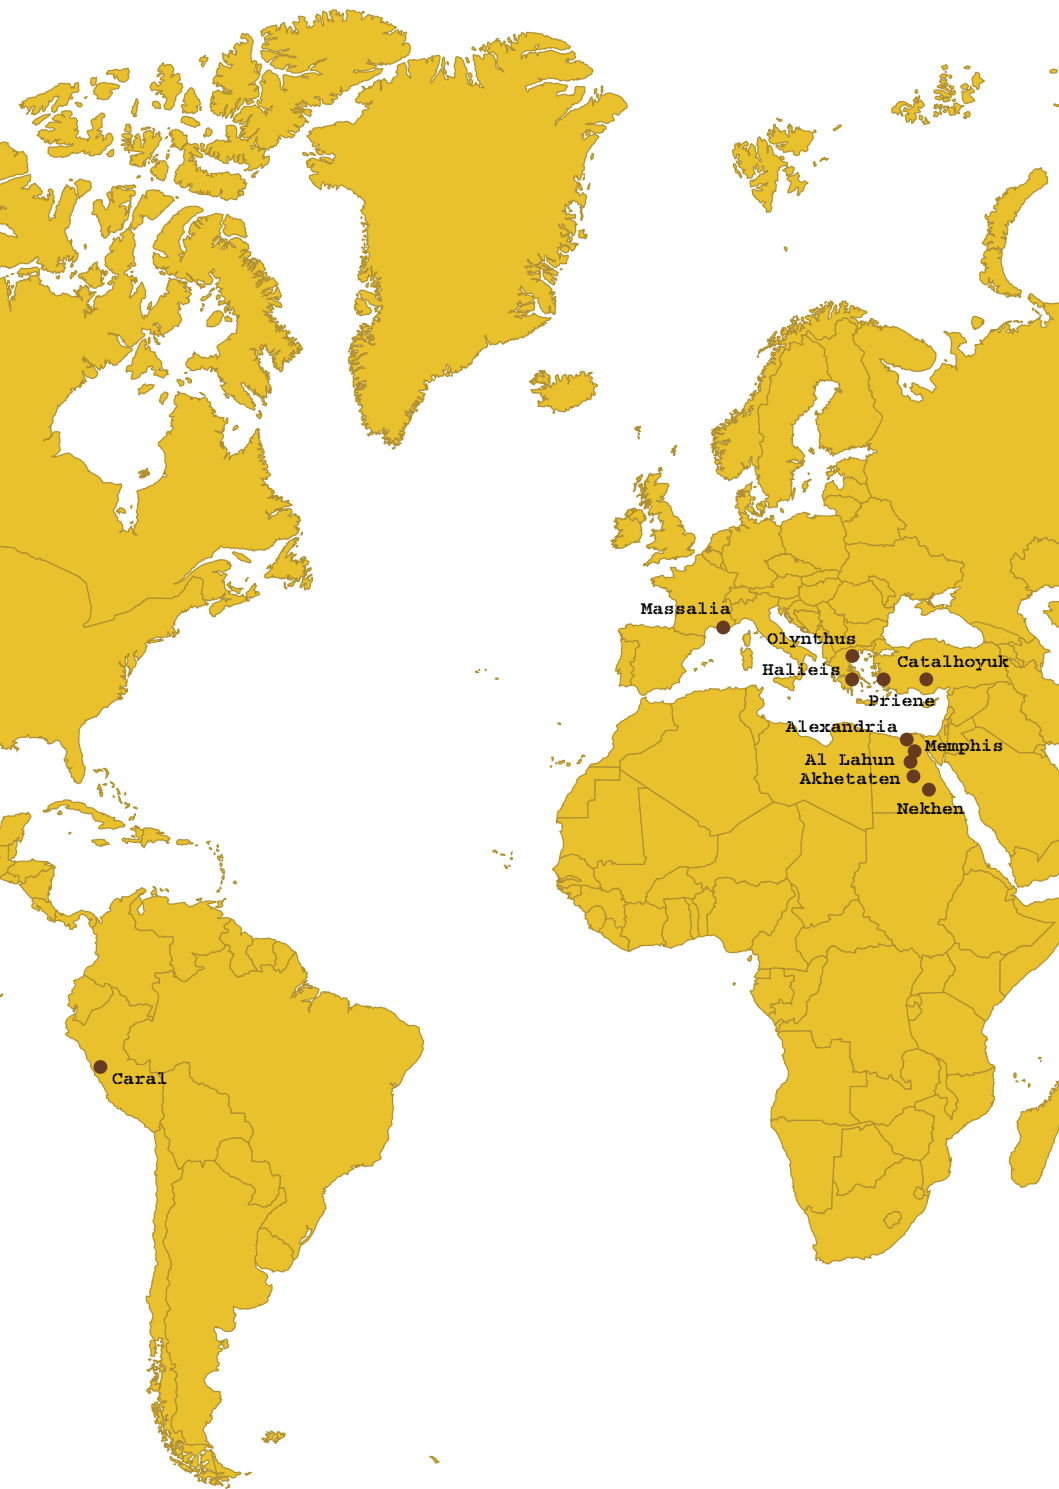 Massalia
Olynthus
Halieis
Catalhoyuk
Priene
Alexandria
Memphis
Al Lahun
Akhetaten
Nekhen
Caral